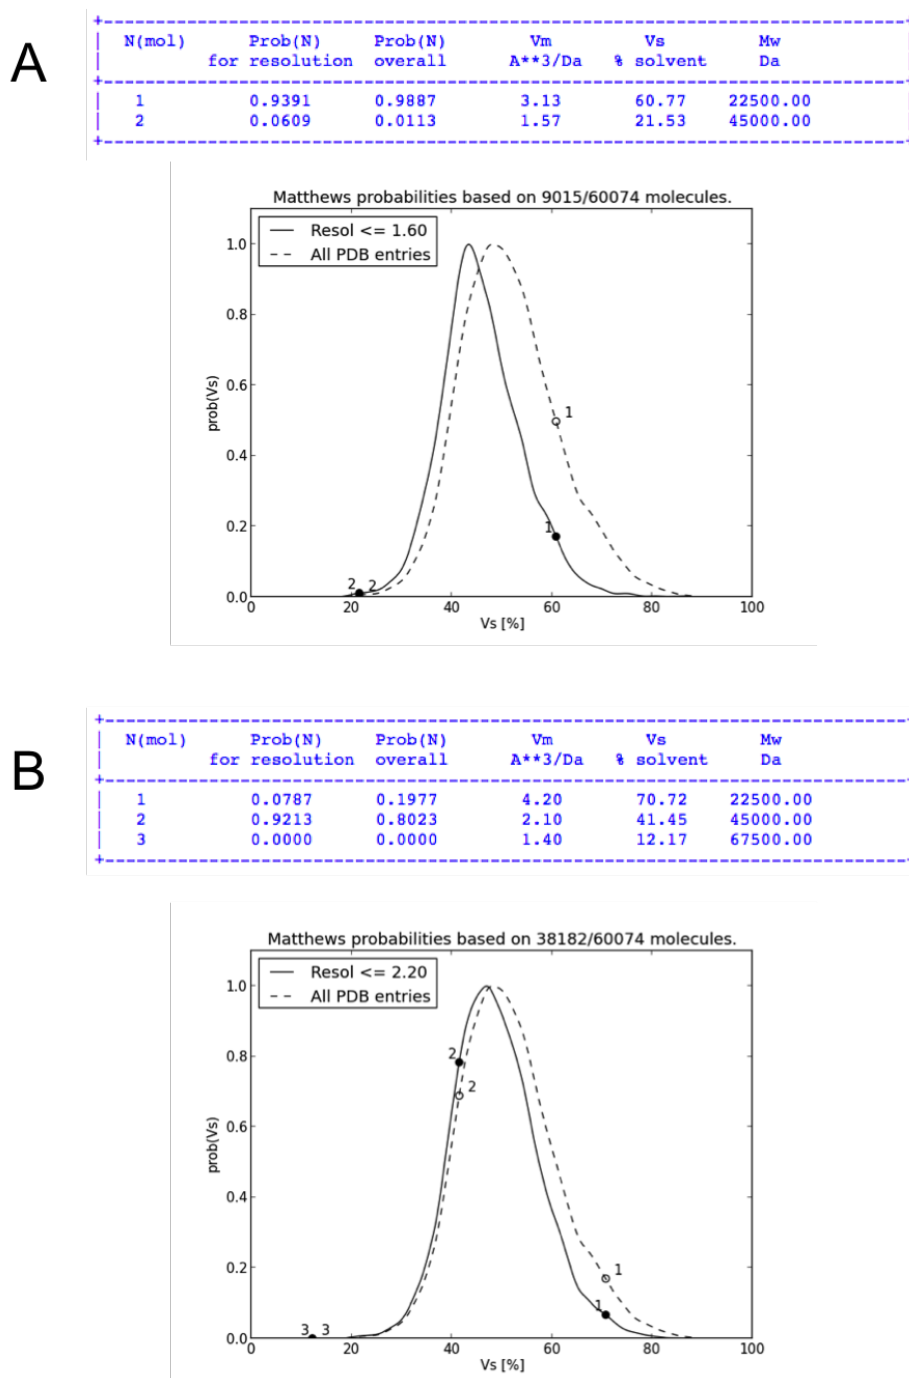 A
N(mol) Prob(N) Prob(N) Vm Vs Mw
for resolution overall A**3/Da % solvent Da
1 0.9391 0.9887 3.13 60.77 22500.00
2 0.0609 0.0113 1.57 21.53 45000.00
Matthews probabilities based on 9015/60074 molecules.
Resol <= 1.60
All PDB entries
1.0
0.8
0.6
0.4
0.2
0.0
prob(Vs)
1
1
2 2
0 20 40 60 80 100
Vs [%]
B
N(mol) Prob(N) Prob(N) Vm Vs Mw
for resolution overall A**3/Da % solvent Da
1 0.0787 0.1977 4.20 70.72 22500.00
2 0.9213 0.8023 2.10 41.45 45000.00
3 0.0000 0.0000 1.40 12.17 67500.00
Matthews probabilities based on 38182/60074 molecules.
Resol <= 2.20
All PDB entries
1.0
0.8
0.6
0.4
0.2
0.0
prob(Vs)
2
2
1
1
3 3
0 20 40 60 80 100
Vs [%]